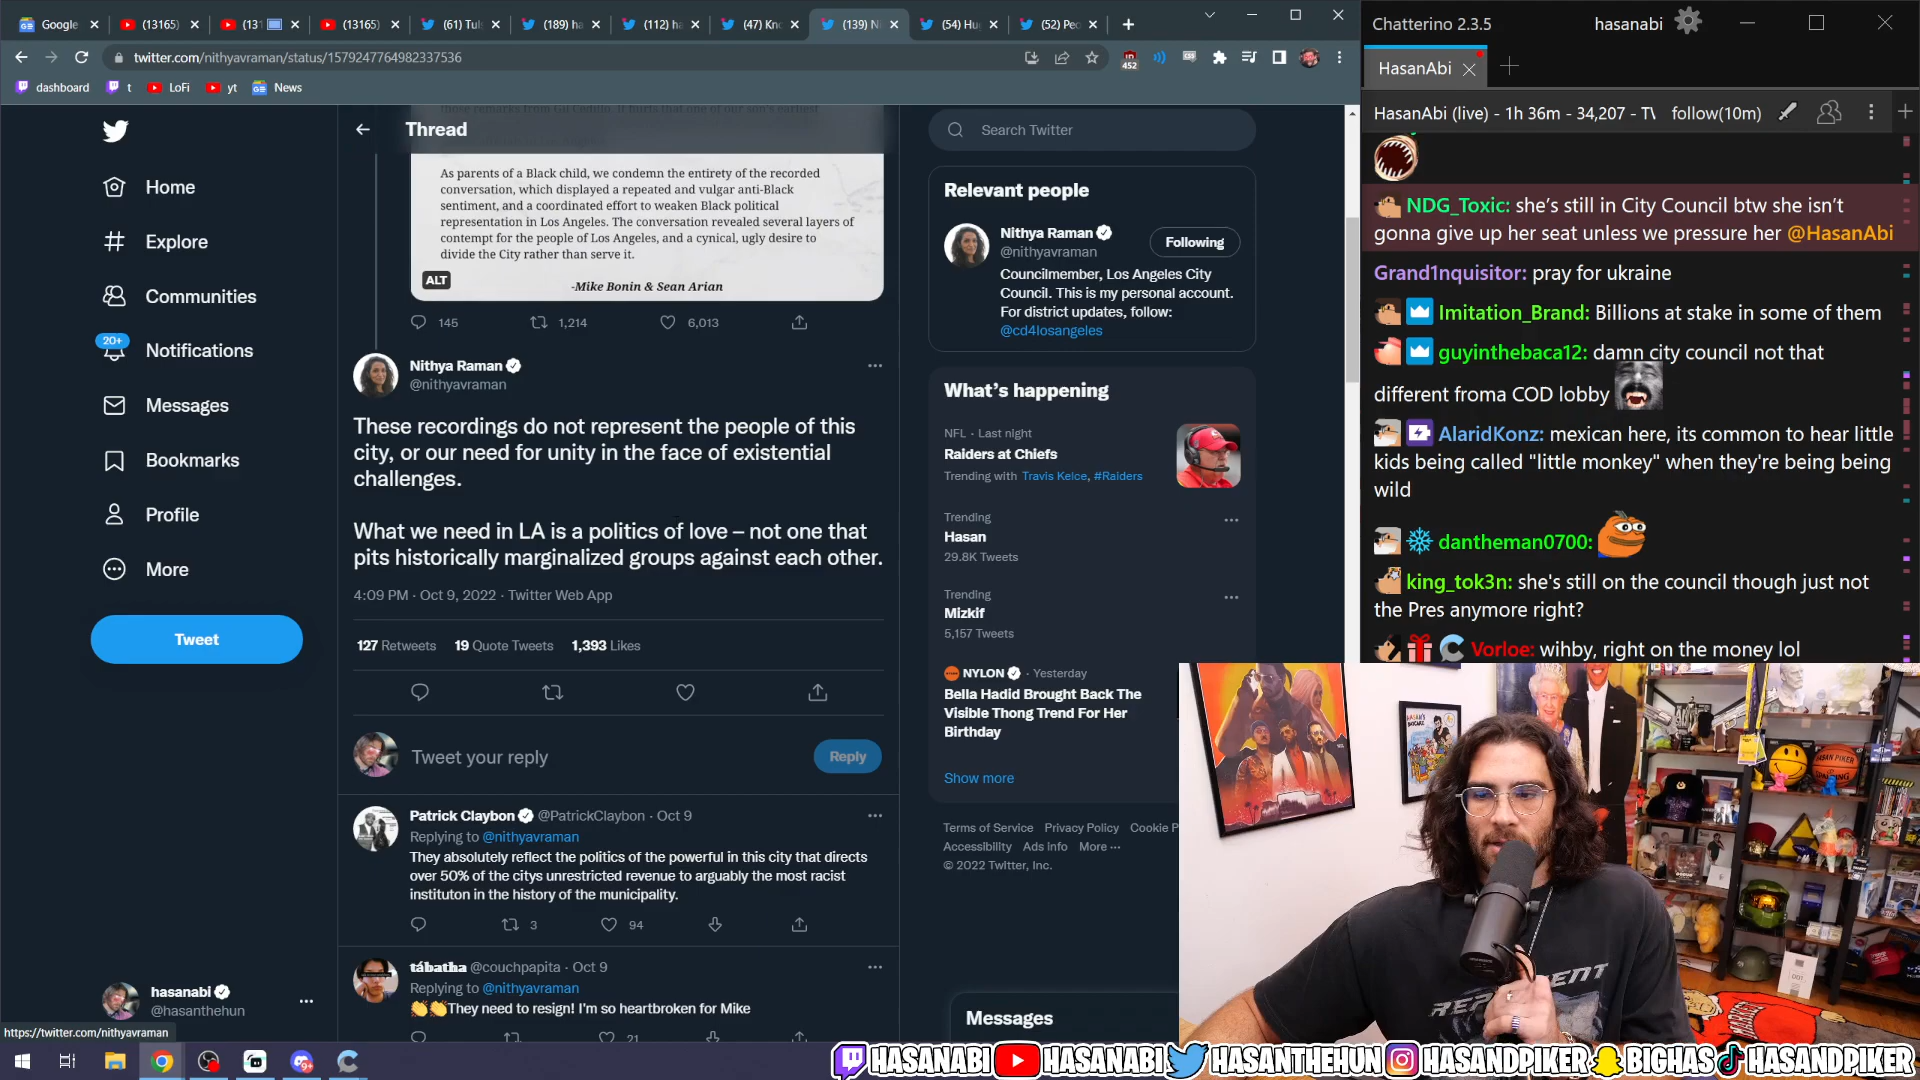 Google
(13165)
(131
(13165)
(61) Tul
(189) ha
(112) ha
(47) Kno
(139) Ni
(54) Hu
(52) Pe
twitter.com/nithyavraman/status/1579247764982337536
452
dashboard
t
LoFi
yt
News
Home
Explore
Communities
20+
Notifications
Messages
Bookmarks
Profile
More
Tweet
hasanabi
@hasanthehun
https://twitter.com/nithyavraman
Thread
As parents of a Black child, we condemn the entirety of the recorded
conversation, which displayed a repeated and vulgar anti-Black
sentiment, and a coordinated effort to weaken Black political
representation in Los Angeles. The conversation revealed several layers of
contempt for the people of Los Angeles, and a cynical, ugly desire to
divide the City rather than serve it.
ALT
-Mike Bonin & Sean Arian
145 1,214 6,013
Nithya Raman
@nithyavraman
These recordings do not represent the people of this
city, or our need for unity in the face of existential
challenges.
What we need in LA is a politics of love – not one that
pits historically marginalized groups against each other.
4:09 PM · Oct 9, 2022 · Twitter Web App
127 Retweets 19 Quote Tweets 1,393 Likes
Tweet your reply
Reply
Patrick Claybon @PatrickClaybon · Oct 9
Replying to @nithyavraman
They absolutely reflect the politics of the powerful in this city that directs
over 50% of the citys unrestricted revenue to arguably the most racist
instituton in the history of the municipality.
3 94
tábatha @couchpapita · Oct 9
Replying to @nithyavraman
They need to resign! I'm so heartbroken for Mike
21
Search Twitter
Relevant people
Nithya Raman
@nithyavraman
Following
Councilmember, Los Angeles City
Council. This is my personal account.
For district updates, follow:
@cd4losangeles
What's happening
NFL · Last night
Raiders at Chiefs
Trending with Travis Kelce, #Raiders
Trending
Hasan
29.8K Tweets
Trending
Mizkif
5,157 Tweets
NYLON · Yesterday
Bella Hadid Brought Back The
Visible Thong Trend For Her
Birthday
Show more
Terms of Service Privacy Policy Cookie P
Accessibility Ads info More ···
© 2022 Twitter, Inc.
Messages
Chatterino 2.3.5
hasanabi
HasanAbi
HasanAbi (live) - 1h 36m - 34,207 - TV
follow(10m)
NDG_Toxic: she's still in City Council btw she isn't
gonna give up her seat unless we pressure her @HasanAbi
Grand1nquisitor: pray for ukraine
Imitation_Brand: Billions at stake in some of them
guyinthebaca12: damn city council not that
different froma COD lobby
AlaridKonz: mexican here, its common to hear little
kids being called "little monkey" when they're being being
wild
dantheman0700:
king_tok3n: she's still on the council though just not
the Pres anymore right?
Vorloe: wihby, right on the money lol
HASANABI HASANABI HASANTHEHUN HASANDPIKER BIGHAS HASANDPIKER